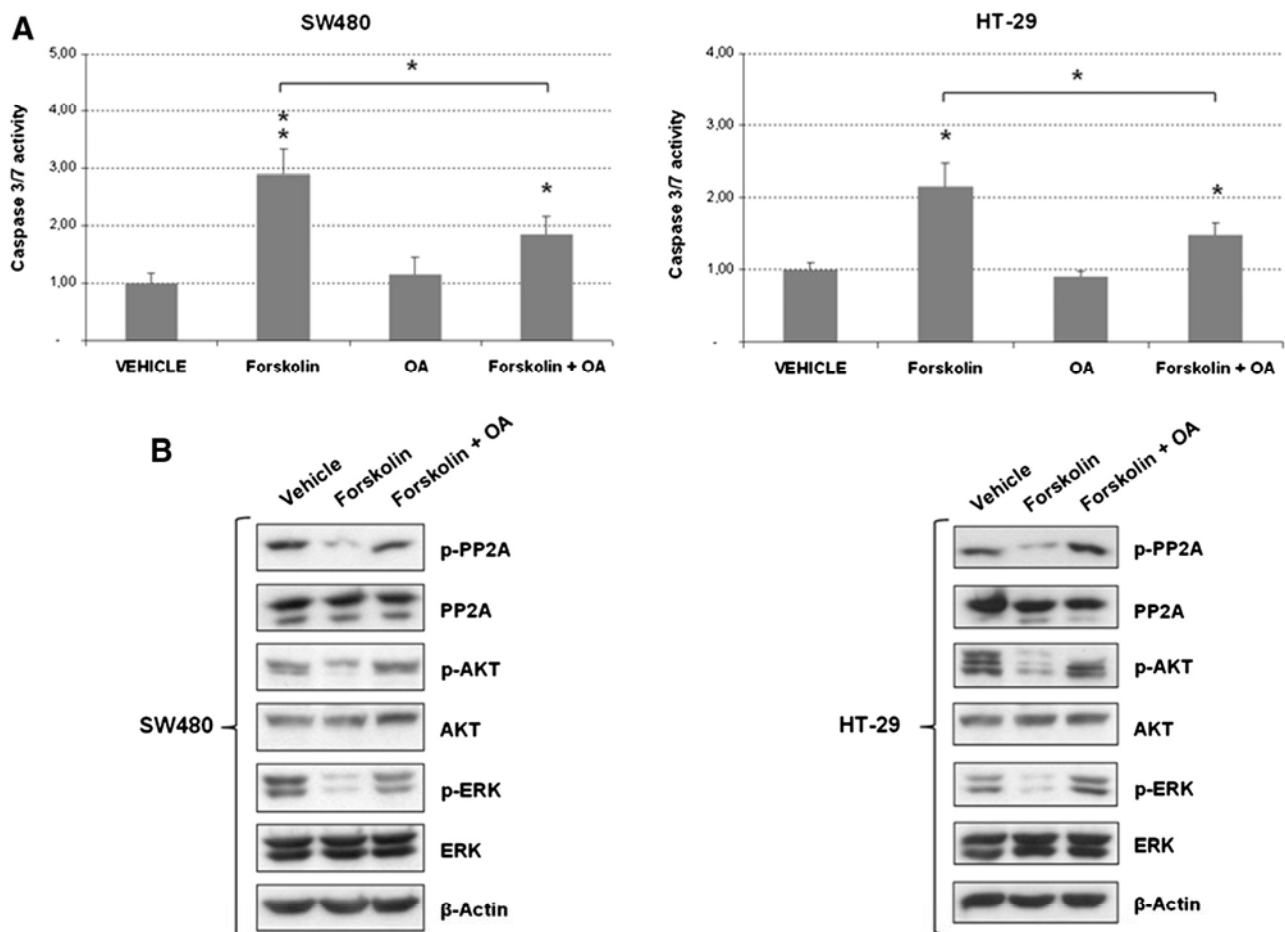 A
SW480
5,00
4,00
3,00
2,00
1,00
-
Caspase 3/7 activity
*
*
*
*
VEHICLE Forskolin OA Forskolin + OA
HT-29
4,00
3,00
2,00
1,00
-
Caspase 3/7 activity
*
*
*
VEHICLE Forskolin OA Forskolin + OA
B
Vehicle
Forskolin
Forskolin + OA
SW480
p-PP2A
PP2A
p-AKT
AKT
p-ERK
ERK
β-Actin
Vehicle
Forskolin
Forskolin + OA
HT-29
p-PP2A
PP2A
p-AKT
AKT
p-ERK
ERK
β-Actin